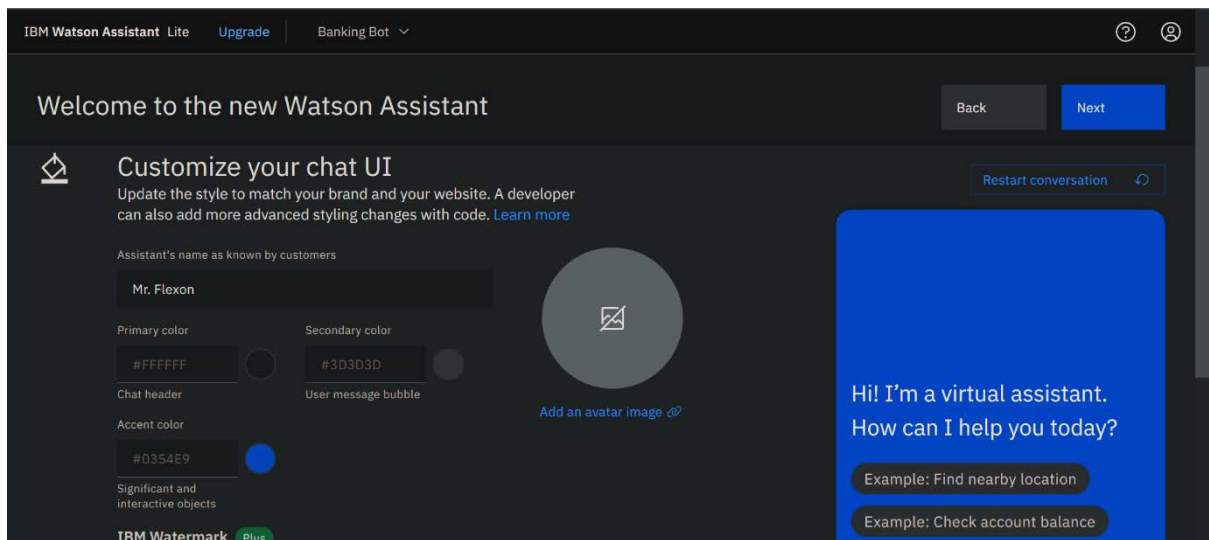 IBM Watson Assistant Lite Upgrade Banking Bot
Welcome to the new Watson Assistant
Back
Next
Customize your chat UI
Update the style to match your brand and your website. A developer
can also add more advanced styling changes with code. Learn more
Restart conversation
Assistant's name as known by customers
Mr. Flexon
Primary color
Secondary color
#FFFFFF
#3D3D3D
Chat header
User message bubble
Add an avatar image
Accent color
#0354E9
Significant and
interactive objects
IBM Watermark Plus
Hi! I'm a virtual assistant.
How can I help you today?
Example: Find nearby location
Example: Check account balance